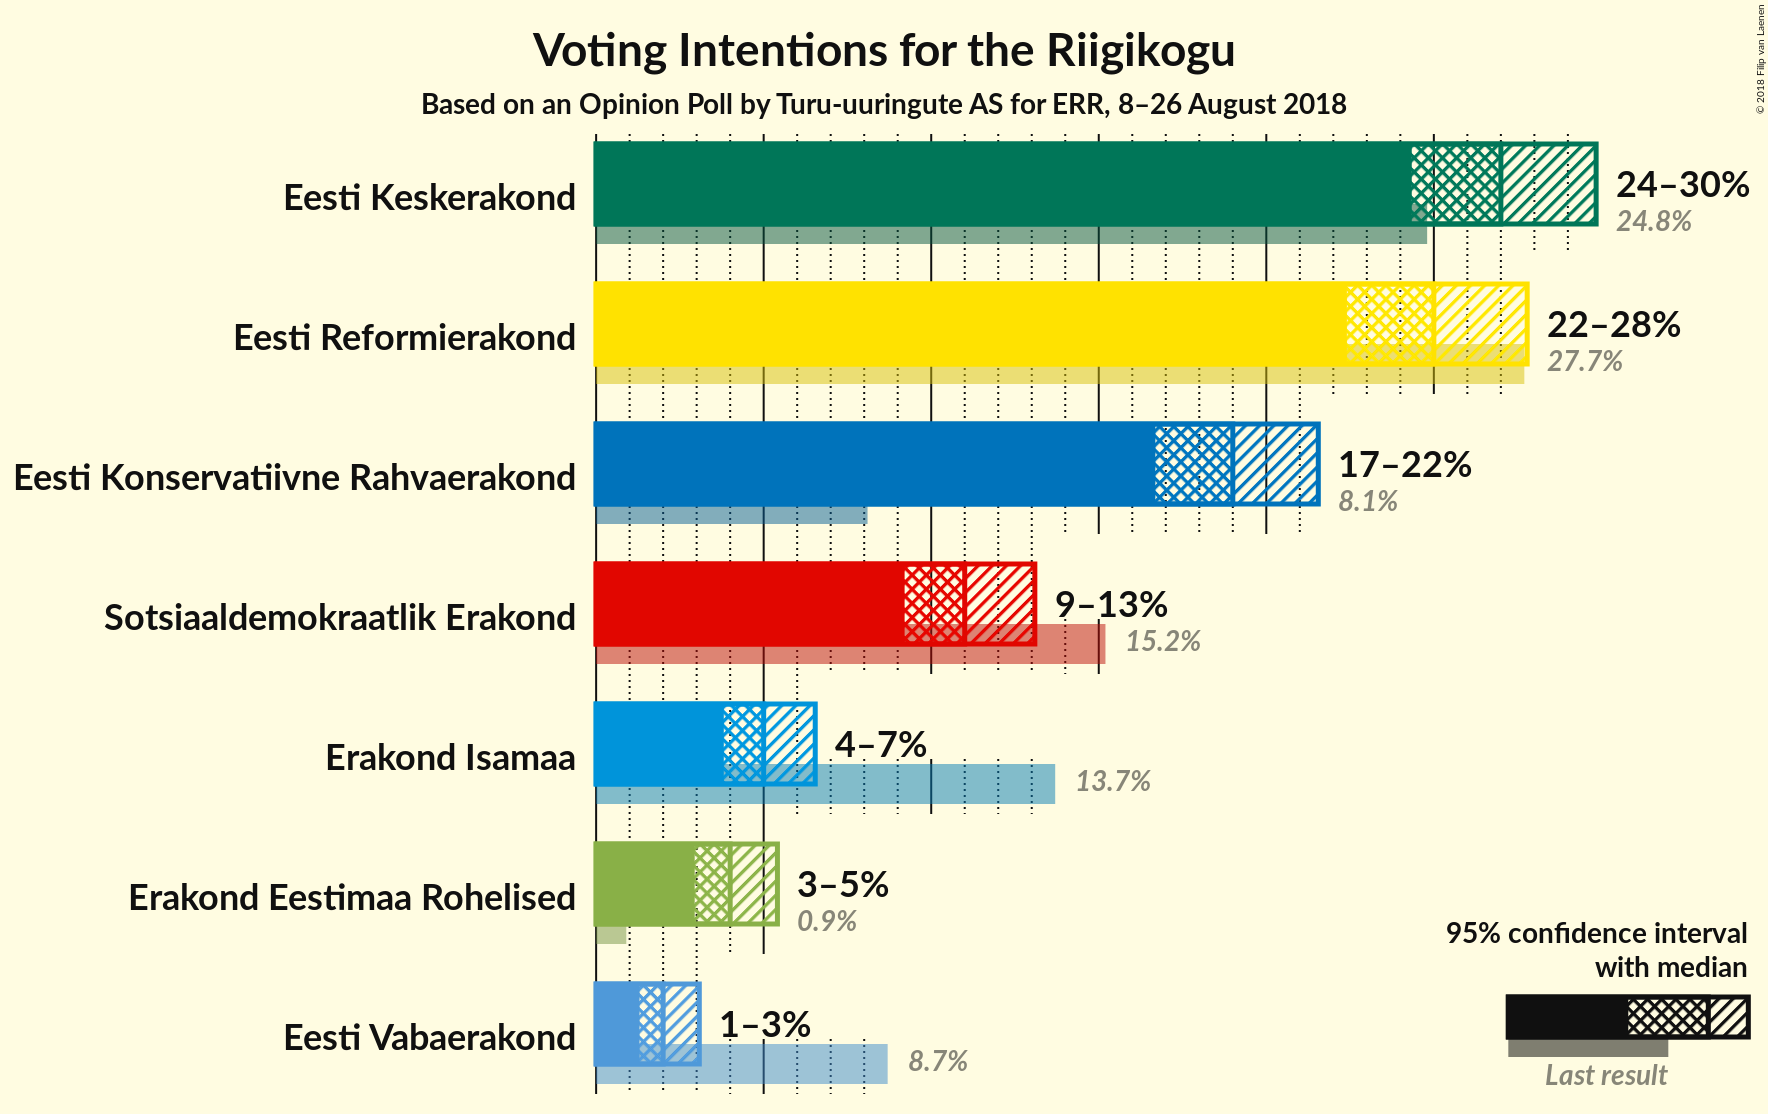 Voting Intentions for the Riigikogu
Based on an Opinion Poll by Turu-uuringute AS for ERR, 8–26 August 2018
© 2018 Filip van Laenen
Eesti Keskerakond
24–30%
24.8%
Eesti Reformierakond
22–28%
27.7%
Eesti Konservatiivne Rahvaerakond
17–22%
8.1%
Sotsiaaldemokraatlik Erakond
9–13%
15.2%
Erakond Isamaa
4–7%
13.7%
Erakond Eestimaa Rohelised
3–5%
0.9%
Eesti Vabaerakond
1–3%
8.7%
95% confidence interval
with median
Last result